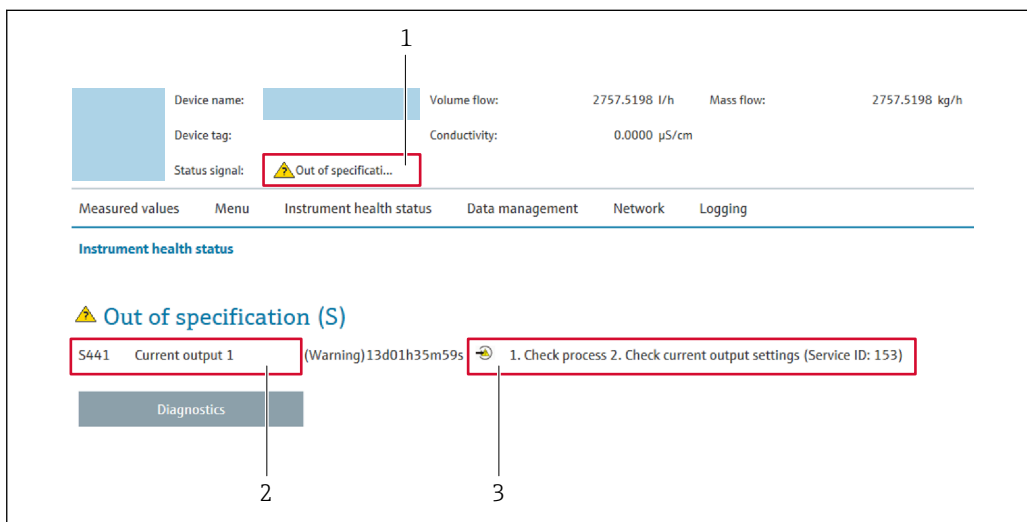 1
Device name: Volume flow: 2757.5198 l/h Mass flow: 2757.5198 kg/h
Device tag: Conductivity: 0.0000 µS/cm
Status signal: Out of specificati...
Measured values Menu Instrument health status Data management Network Logging
Instrument health status
Out of specification (S)
S441 Current output 1 (Warning)13d01h35m59s 1. Check process 2. Check current output settings (Service ID: 153)
Diagnostics
2 3